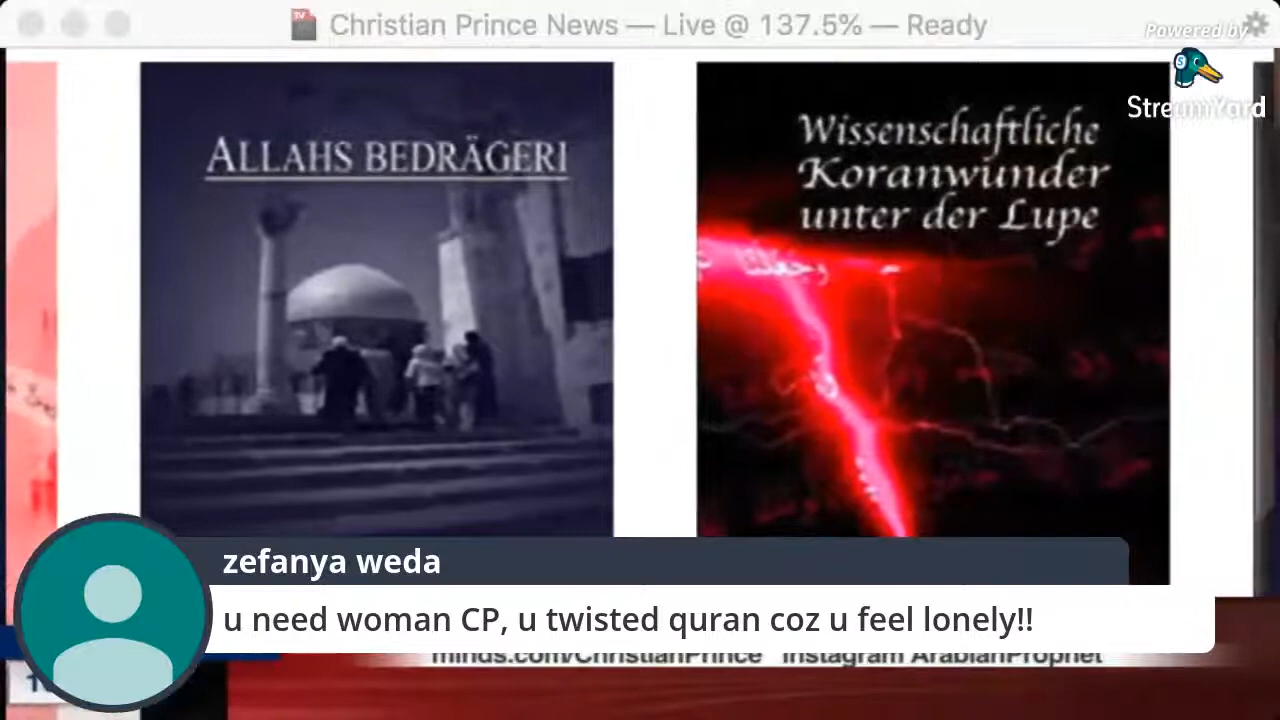 Christian Prince News — Live @ 137.5% — Ready
Powered by
StreamYard
ALLAHS BEDRÄGERI
Wissenschaftliche
Koranwunder
unter der Lupe
zefanya weda
u need woman CP, u twisted quran coz u feel lonely!!
minds.com/ChristianPrince Instagram ArabianProphet